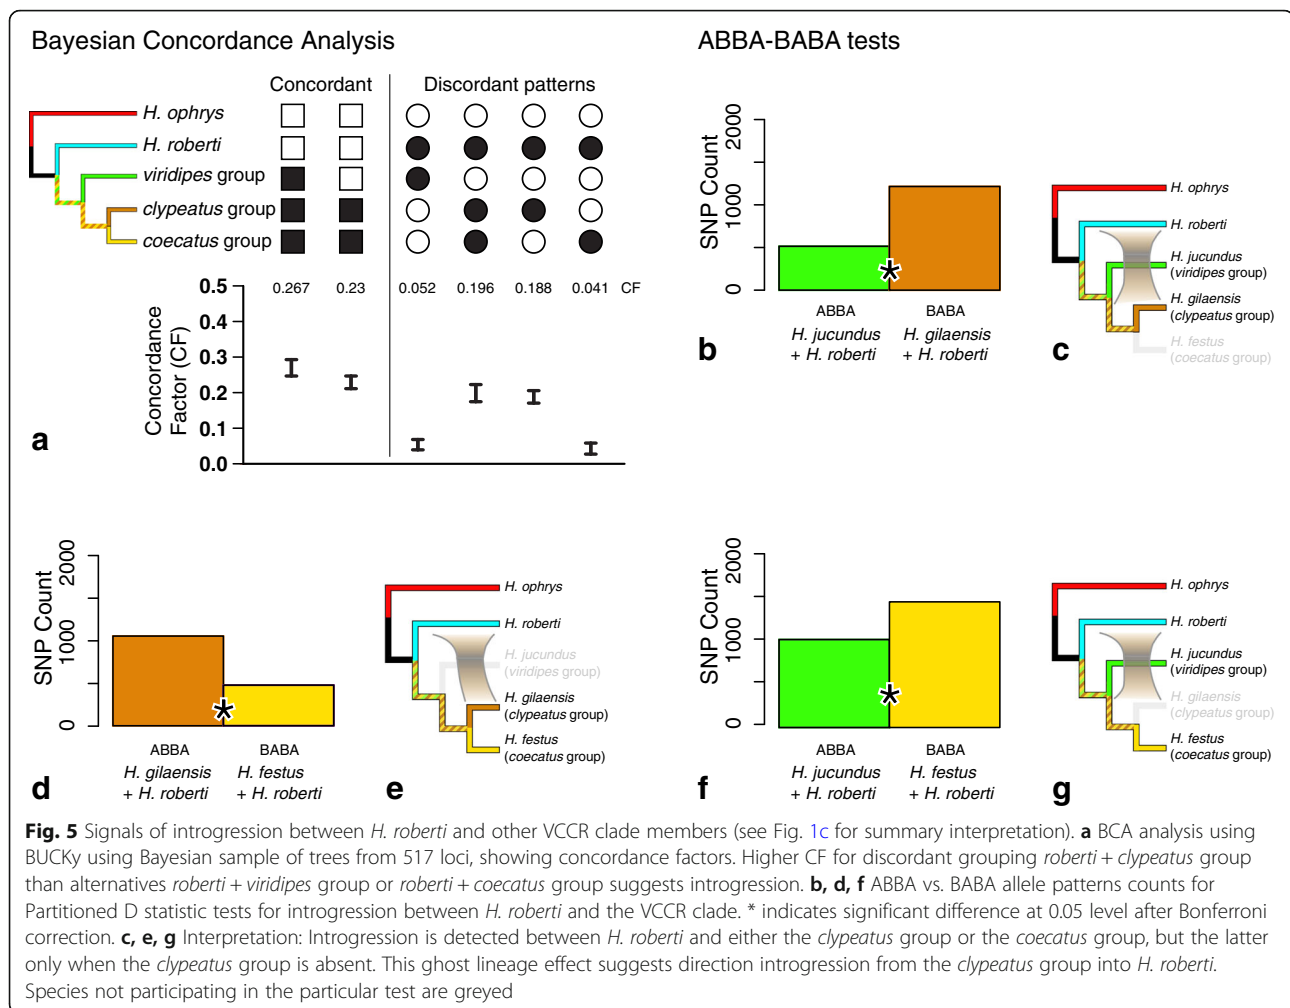 Bayesian Concordance Analysis
Concordant
Discordant patterns
H. ophrys
H. roberti
viridipes group
clypeatus group
coecatus group
0.267 0.23 0.052 0.196 0.188 0.041 CF
0.5
0.4
0.3
0.2
0.1
0.0
Concordance
Factor (CF)
a
ABBA-BABA tests
SNP Count
0 1000 2000
ABBA
H. jucundus
+ H. roberti
*
BABA
H. gilaensis
+ H. roberti
b
H. ophrys
H. roberti
H. jucundus
(viridipes group)
H. gilaensis
(clypeatus group)
H. festus
(coecatus group)
c
SNP Count
0 1000 2000
ABBA
H. gilaensis
+ H. roberti
*
BABA
H. festus
+ H. roberti
d
H. ophrys
H. roberti
H. jucundus
(viridipes group)
H. gilaensis
(clypeatus group)
H. festus
(coecatus group)
e
SNP Count
0 1000 2000
ABBA
H. jucundus
+ H. roberti
*
BABA
H. festus
+ H. roberti
f
H. ophrys
H. roberti
H. jucundus
(viridipes group)
H. gilaensis
(clypeatus group)
H. festus
(coecatus group)
g
Fig. 5 Signals of introgression between H. roberti and other VCCR clade members (see Fig. 1c for summary interpretation). a BCA analysis using
BUCKy using Bayesian sample of trees from 517 loci, showing concordance factors. Higher CF for discordant grouping roberti + clypeatus group
than alternatives roberti + viridipes group or roberti + coecatus group suggests introgression. b, d, f ABBA vs. BABA allele patterns counts for
Partitioned D statistic tests for introgression between H. roberti and the VCCR clade. * indicates significant difference at 0.05 level after Bonferroni
correction. c, e, g Interpretation: Introgression is detected between H. roberti and either the clypeatus group or the coecatus group, but the latter
only when the clypeatus group is absent. This ghost lineage effect suggests direction introgression from the clypeatus group into H. roberti.
Species not participating in the particular test are greyed